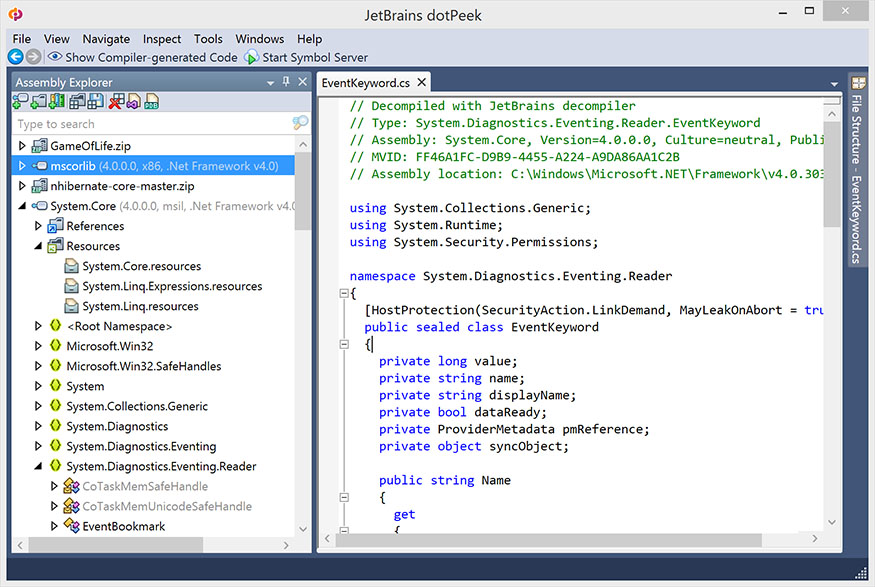 JetBrains dotPeek
File View Navigate Inspect Tools Windows Help
Show Compiler-generated Code Start Symbol Server
Assembly Explorer
Type to search
GameOfLife.zip
mscorlib (4.0.0.0, x86, .Net Framework v4.0)
nhibernate-core-master.zip
System.Core (4.0.0.0, msil, .Net Framework v4.0
References
Resources
System.Core.resources
System.Linq.Expressions.resources
System.Linq.resources
<Root Namespace>
Microsoft.Win32
Microsoft.Win32.SafeHandles
System
System.Collections.Generic
System.Diagnostics
System.Diagnostics.Eventing
System.Diagnostics.Eventing.Reader
CoTaskMemSafeHandle
CoTaskMemUnicodeSafeHandle
EventBookmark
EventKeyword.cs
// Decompiled with JetBrains decompiler
// Type: System.Diagnostics.Eventing.Reader.EventKeyword
// Assembly: System.Core, Version=4.0.0.0, Culture=neutral, Publi
// MVID: FF46A1FC-D9B9-4455-A224-A9DA86AA1C2B
// Assembly location: C:\Windows\Microsoft.NET\Framework\v4.0.303
using System.Collections.Generic;
using System.Runtime;
using System.Security.Permissions;
namespace System.Diagnostics.Eventing.Reader
{
[HostProtection(SecurityAction.LinkDemand, MayLeakOnAbort = tru
public sealed class EventKeyword
{
private long value;
private string name;
private string displayName;
private bool dataReady;
private ProviderMetadata pmReference;
private object syncObject;
public string Name
{
get
{
File Structure - EventKeyword.cs